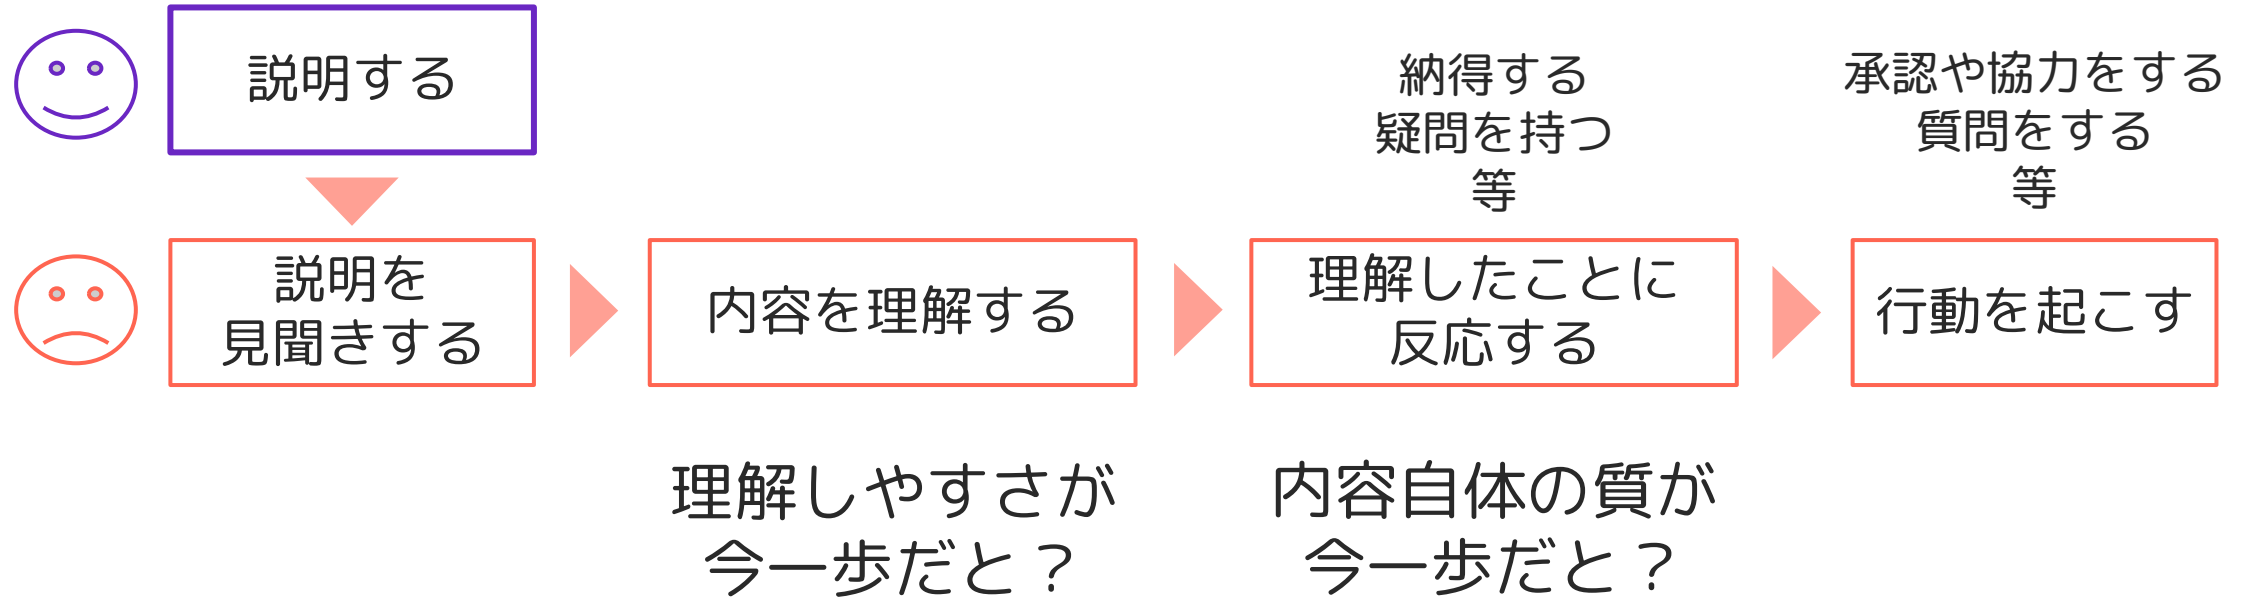 説明する
納得する
疑問を持つ
等
承認や協力をする
質問をする
等
説明を
見聞きする
内容を理解する
理解したことに
反応する
行動を起こす
理解しやすさが
今一歩だと？
内容自体の質が
今一歩だと？